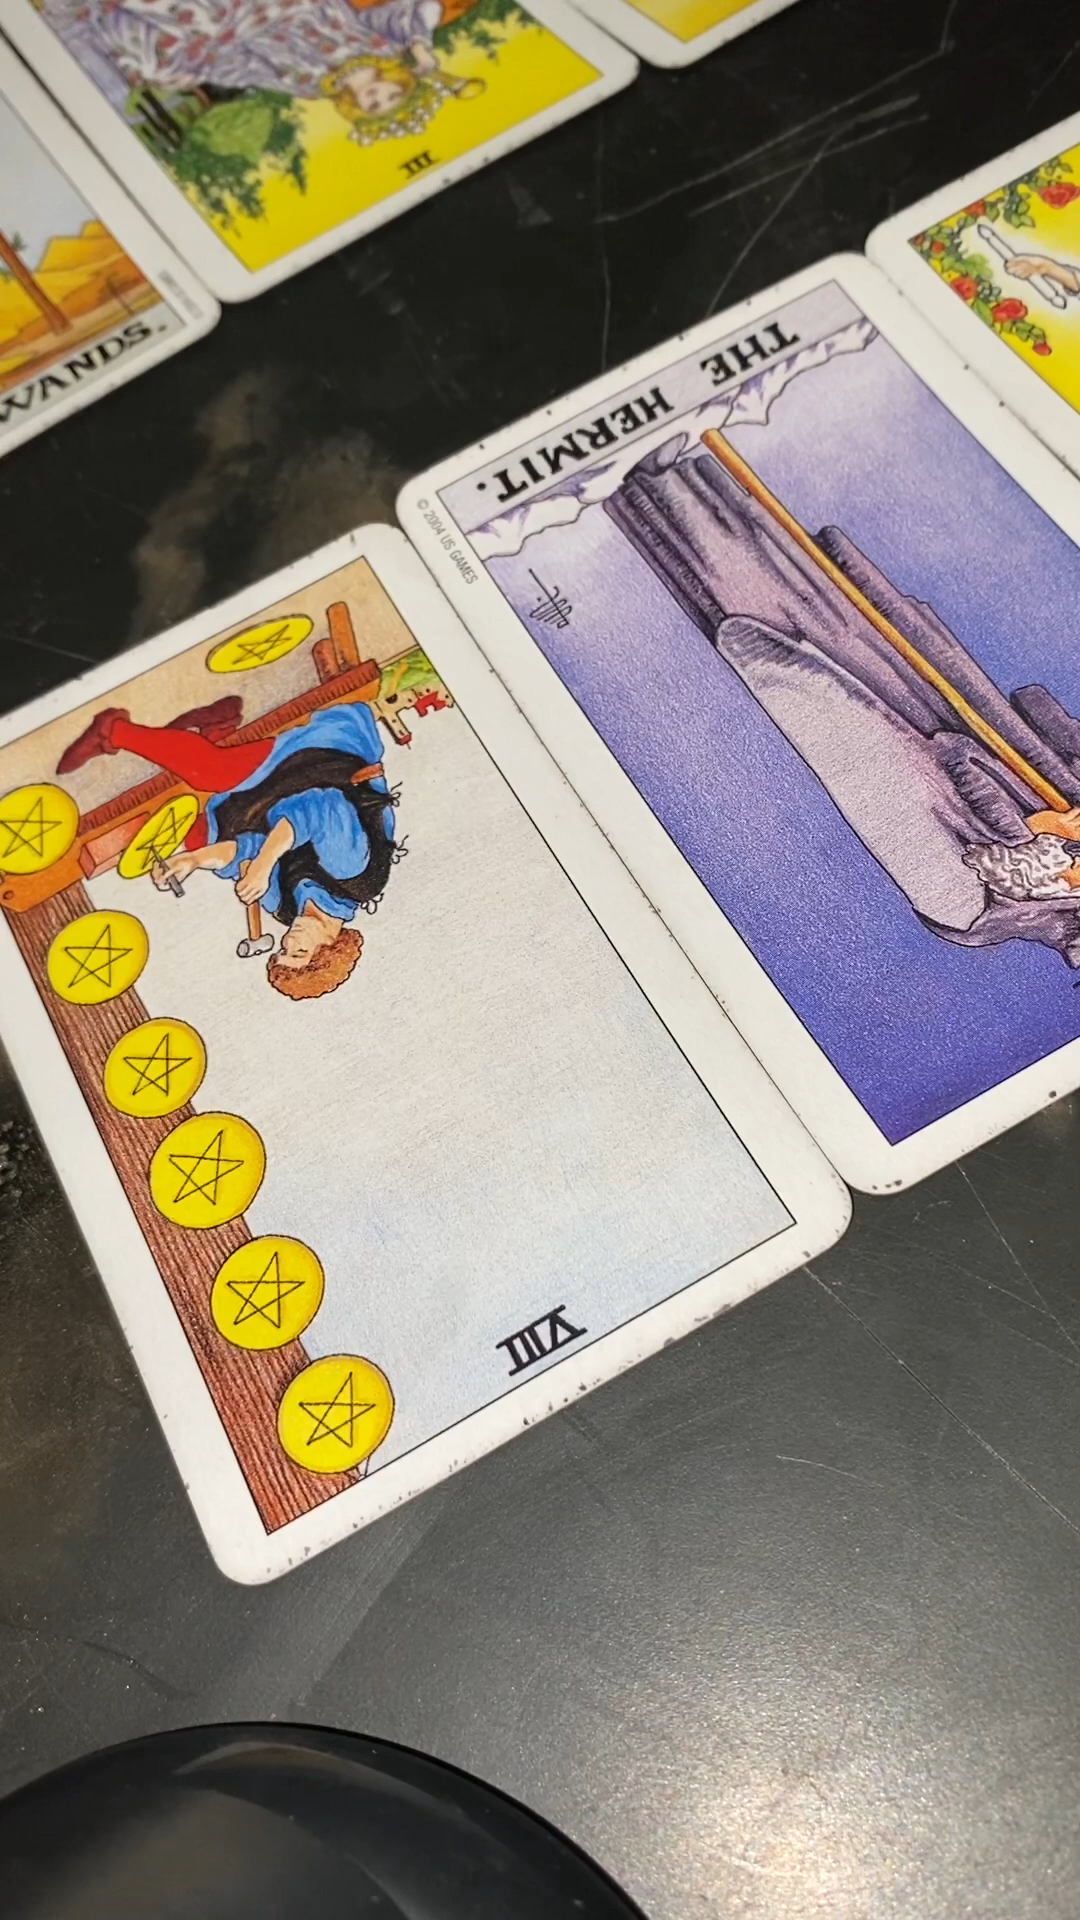 III
WANDS.
THE HERMIT.
© 2004 US GAMES
VIII